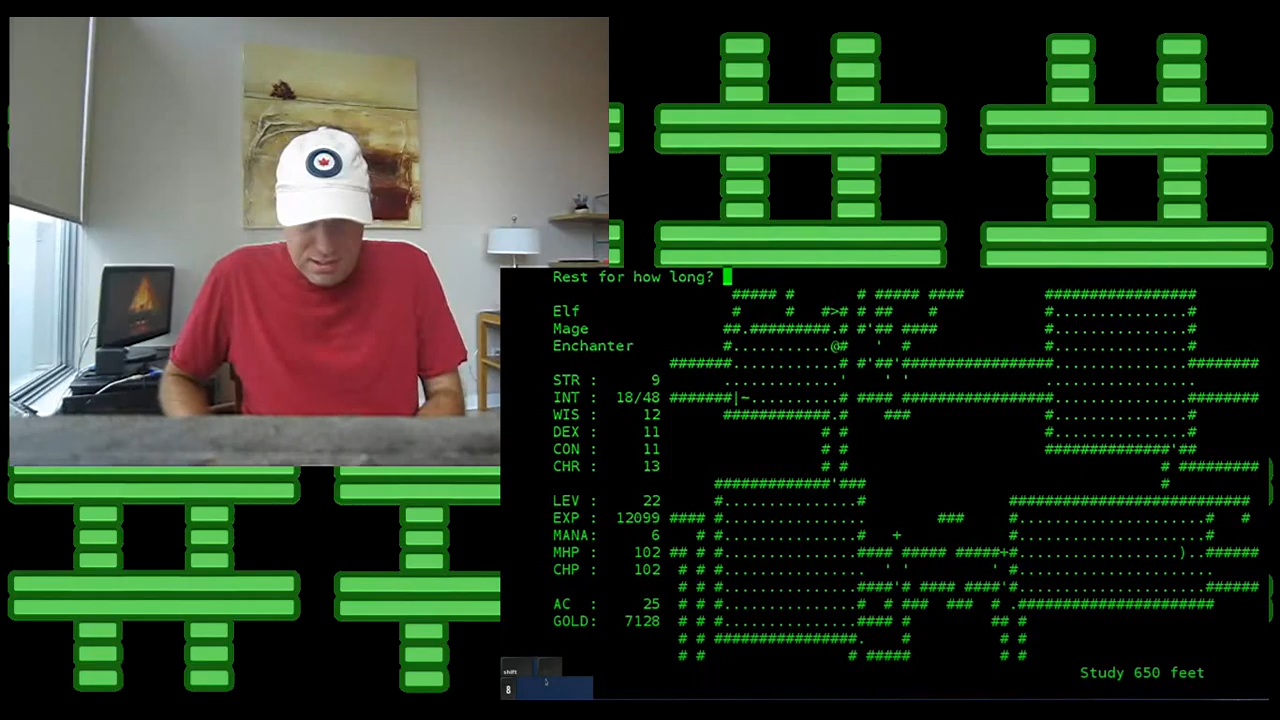 Rest for how long?
Elf
Mage
Enchanter
STR : 9
INT : 18/48
WIS : 12
DEX : 11
CON : 11
CHR : 13
LEV : 22
EXP : 12099
MANA: 6
MHP : 102
CHP : 102
AC : 25
GOLD: 7128
shift
8
Study 650 feet